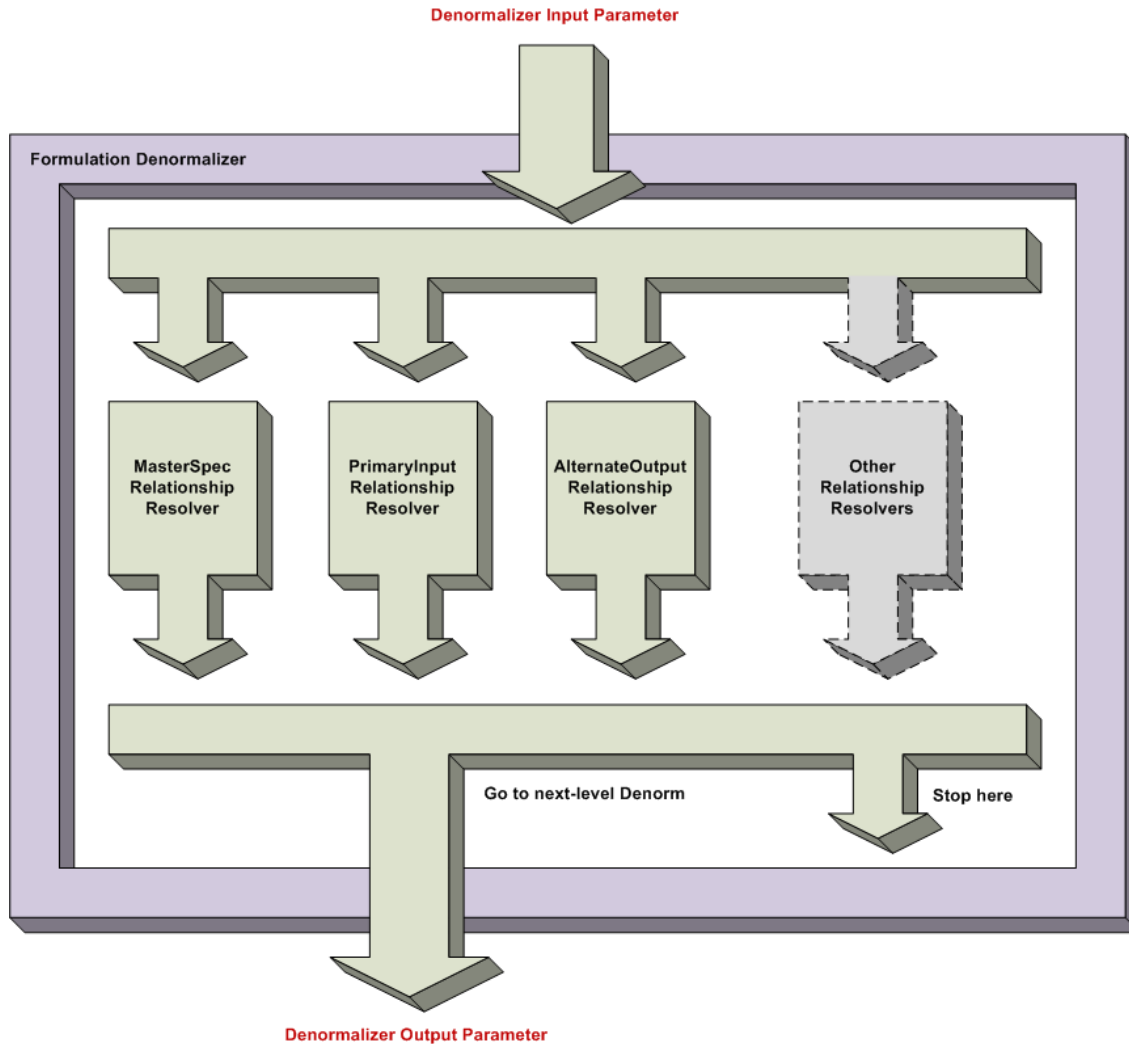 Denormalizer Input Parameter
Formulation Denormalizer
MasterSpec
Relationship
Resolver
PrimaryInput
Relationship
Resolver
AlternateOutput
Relationship
Resolver
Other
Relationship
Resolvers
Go to next-level Denorm
Stop here
Denormalizer Output Parameter